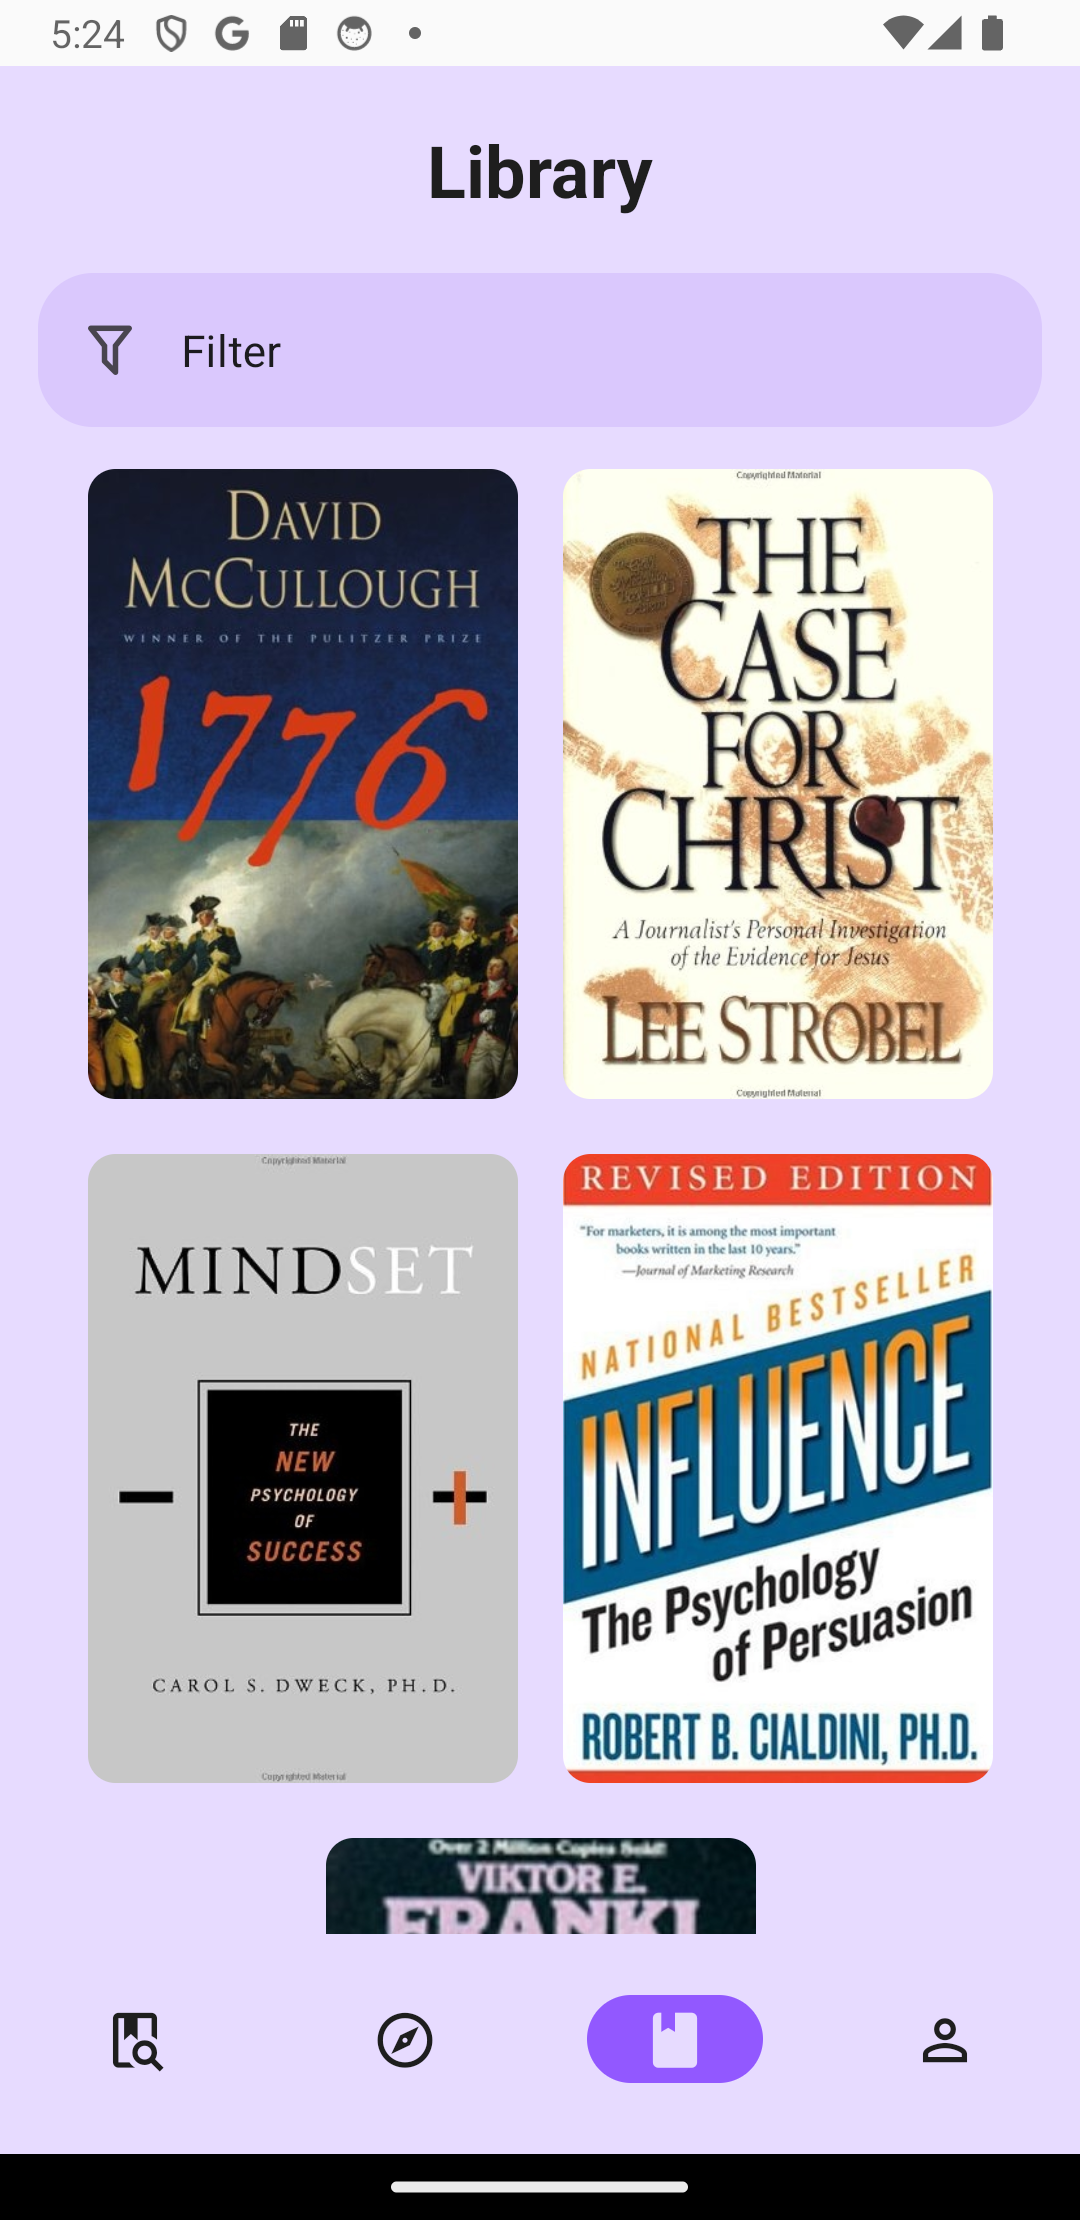 5:24
Library
Filter
DAVID
McCULLOUGH
WINNER OF THE PULITZER PRIZE
1776
Copyrighted Material
THE
CASE
FOR
CHRIST
A Journalist's Personal Investigation
of the Evidence for Jesus
LEE STROBEL
Copyrighted Material
Copyrighted Material
MINDSET
THE
NEW
PSYCHOLOGY
OF
SUCCESS
CAROL S. DWECK, PH.D.
Copyrighted Material
REVISED EDITION
"For marketers, it is among the most important
books written in the last 10 years."
—Journal of Marketing Research
NATIONAL BESTSELLER
INFLUENCE
The Psychology
of Persuasion
ROBERT B. CIALDINI, PH.D.
Over 2 Million Copies Sold!
VIKTOR E.
FRANKL